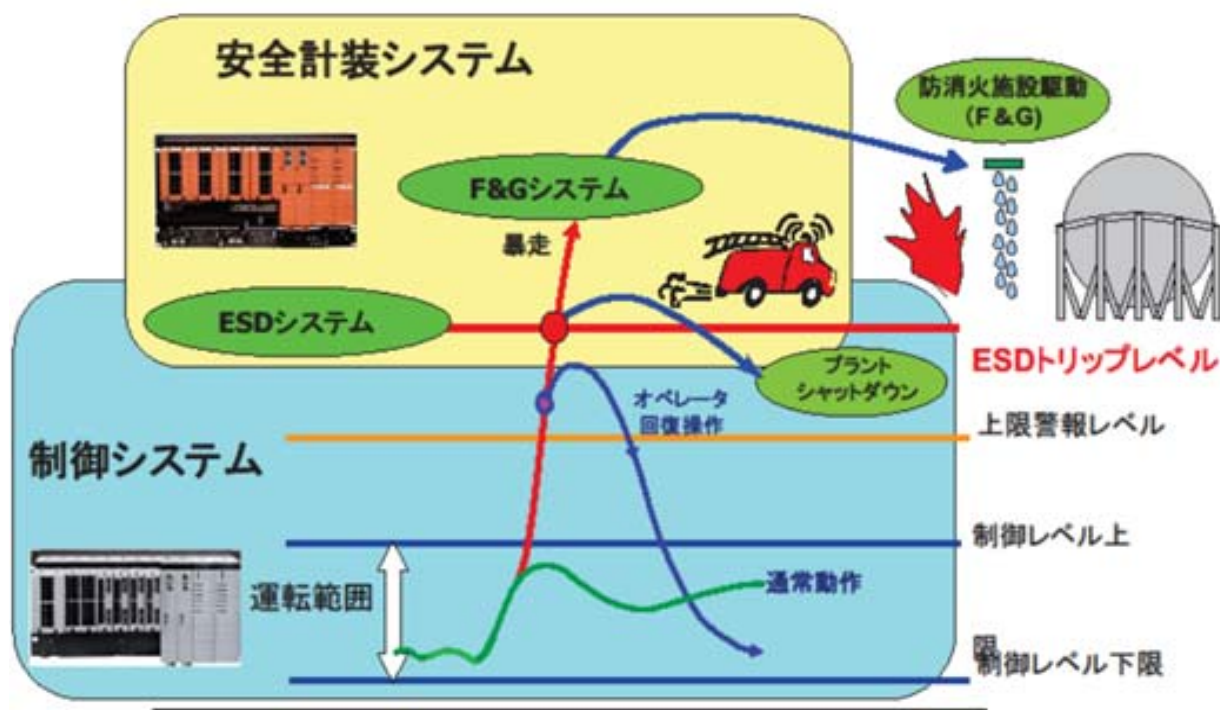 安全計装システム
防消火施設駆動
(F&G)
F&Gシステム
暴走
ESDシステム
ESDトリップレベル
プラント
シャットダウン
オペレータ
回復操作
上限警報レベル
制御システム
制御レベル上
運転範囲
通常動作
限
制御レベル下限